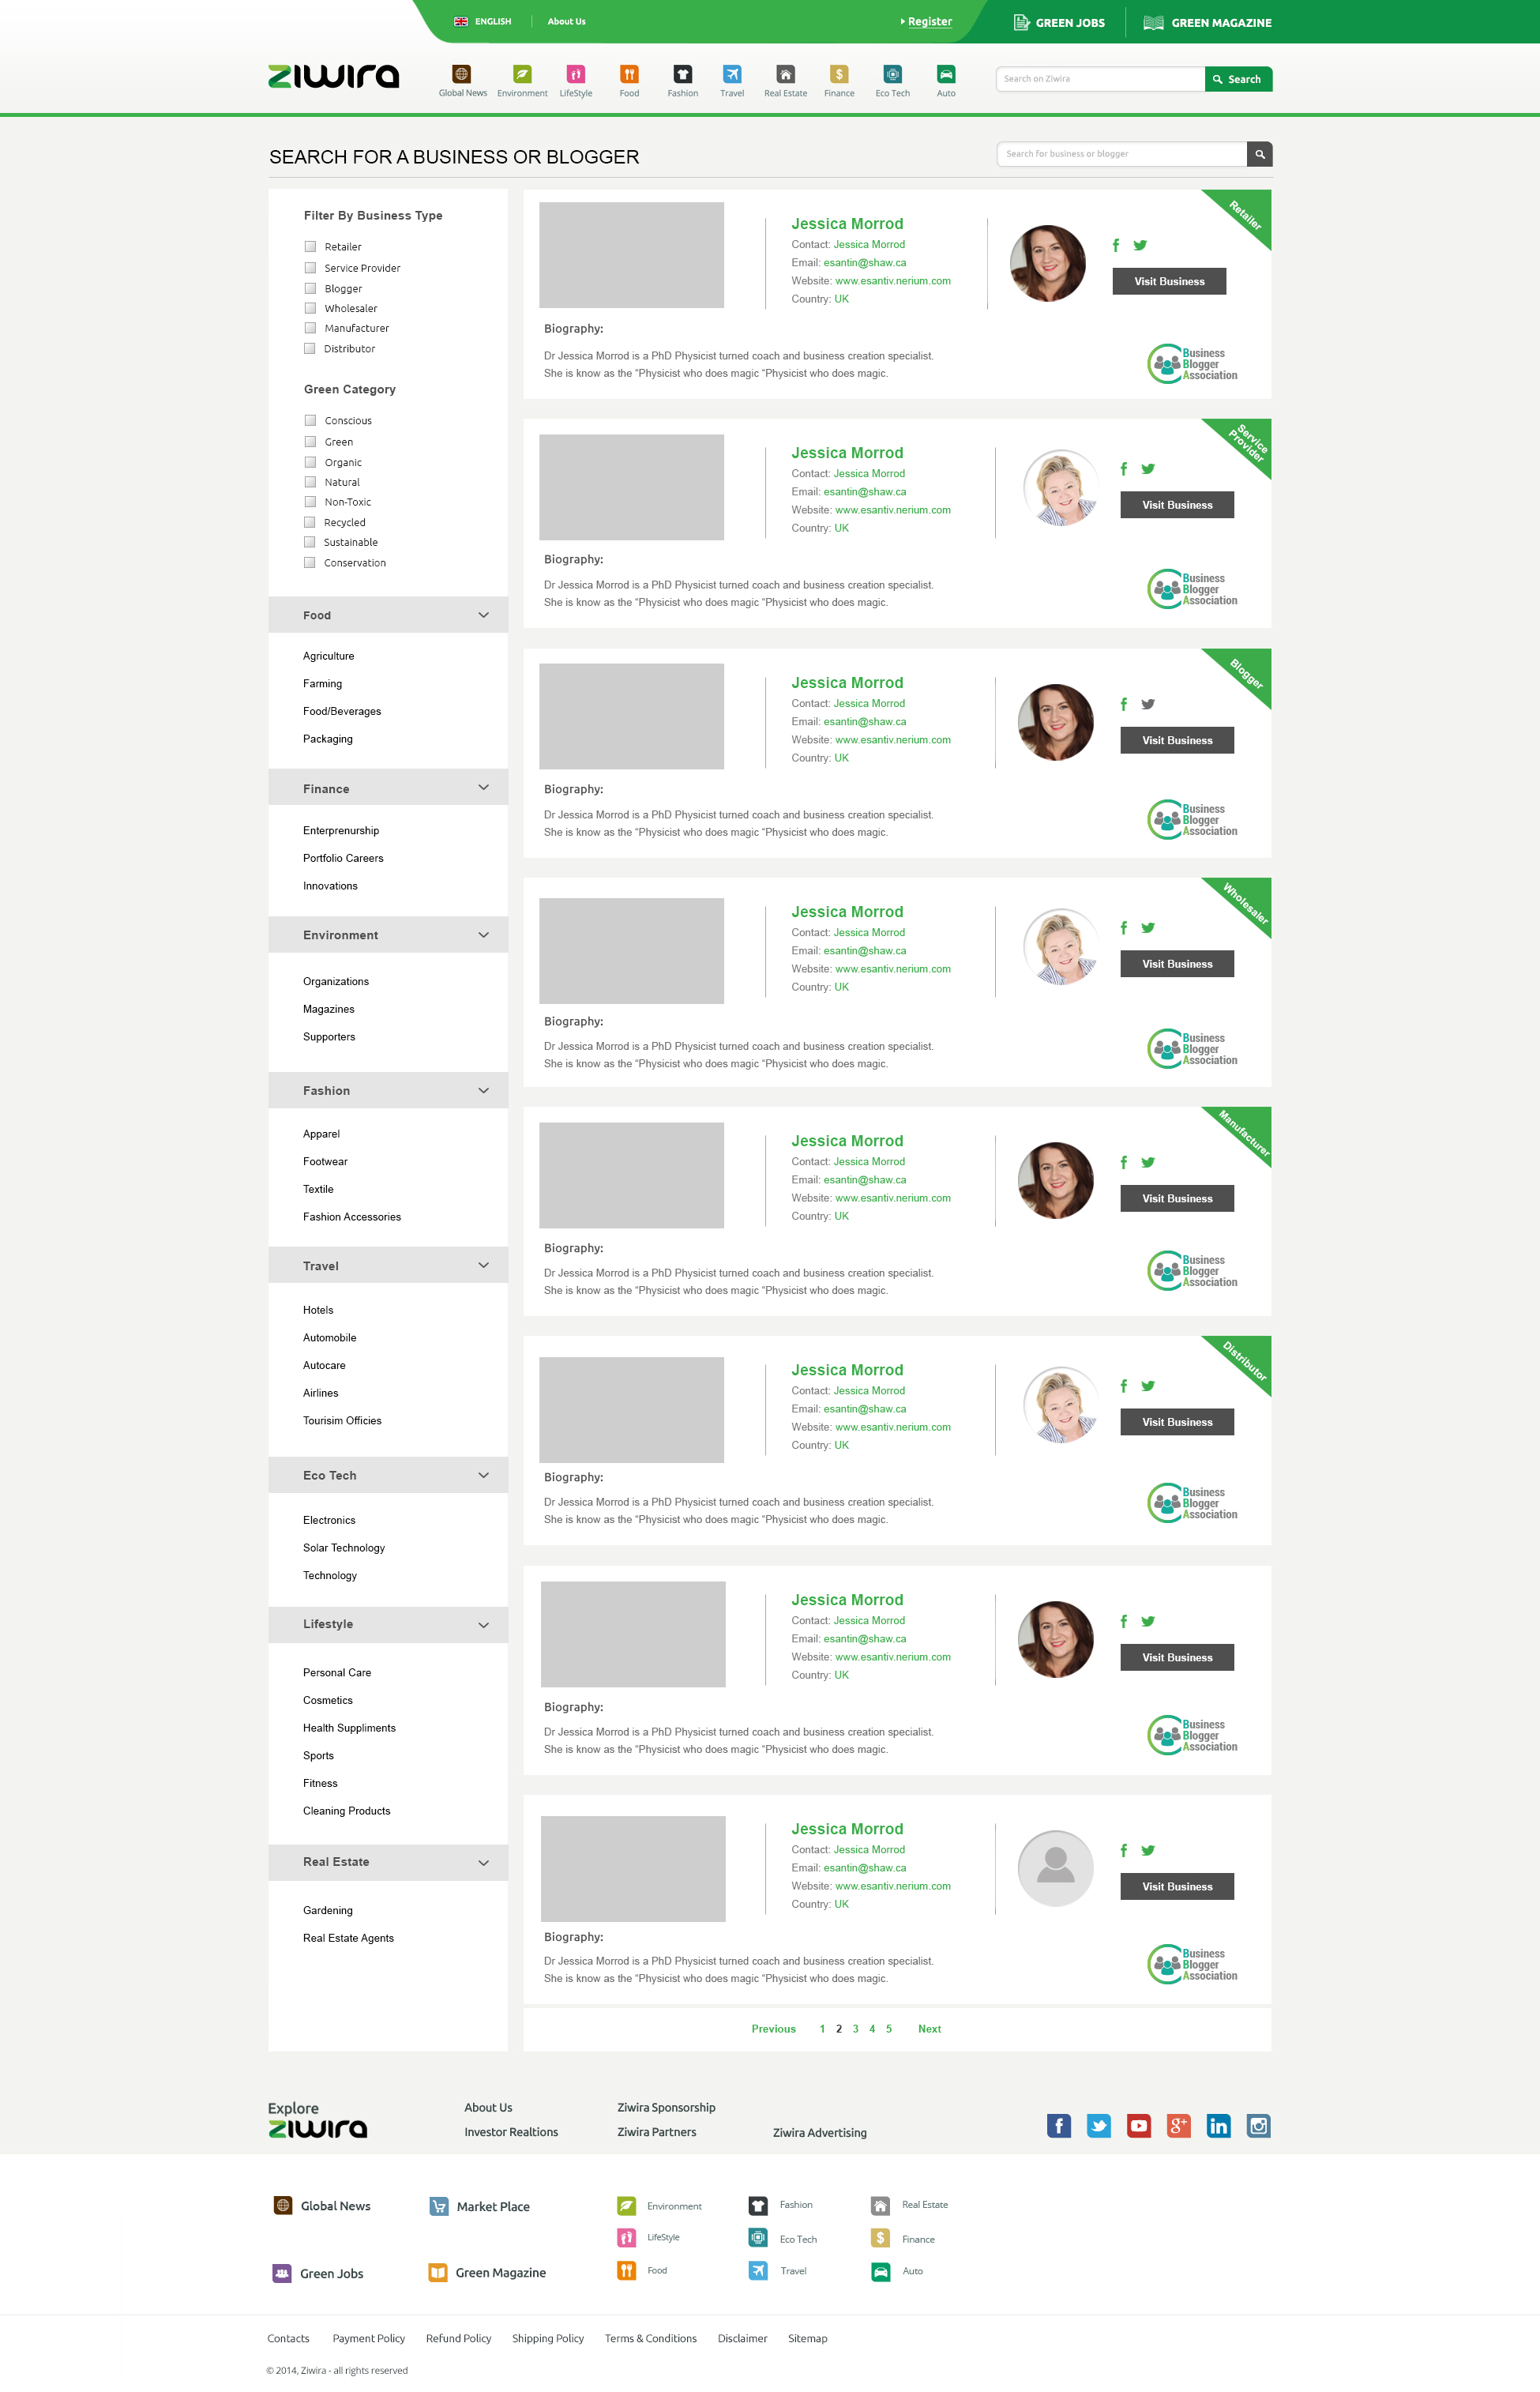 ENGLISH
About Us
Register
GREEN JOBS
GREEN MAGAZINE
Ziwira
Global News
Environment
LifeStyle
Food
Fashion
Travel
Real Estate
Finance
Eco Tech
Auto
Search on Ziwira
Search
SEARCH FOR A BUSINESS OR BLOGGER
Search for business or blogger
Filter By Business Type
Retailer
Service Provider
Blogger
Wholesaler
Manufacturer
Distributor
Green Category
Conscious
Green
Organic
Natural
Non-Toxic
Recycled
Sustainable
Conservation
Food
Agriculture
Farming
Food/Beverages
Packaging
Finance
Enterprenurship
Portfolio Careers
Innovations
Environment
Organizations
Magazines
Supporters
Fashion
Apparel
Footwear
Textile
Fashion Accessories
Travel
Hotels
Automobile
Autocare
Airlines
Tourisim Officies
Eco Tech
Electronics
Solar Technology
Technology
Lifestyle
Personal Care
Cosmetics
Health Suppliments
Sports
Fitness
Cleaning Products
Real Estate
Gardening
Real Estate Agents
Jessica Morrod
Contact: Jessica Morrod
Email: esantin@shaw.ca
Website: www.esantiv.nerium.com
Country: UK
Visit Business
Retailer
Biography:
Dr Jessica Morrod is a PhD Physicist turned coach and business creation specialist.
She is know as the “Physicist who does magic “Physicist who does magic.
Business
Blogger
Association
Jessica Morrod
Contact: Jessica Morrod
Email: esantin@shaw.ca
Website: www.esantiv.nerium.com
Country: UK
Visit Business
Service
Provider
Biography:
Dr Jessica Morrod is a PhD Physicist turned coach and business creation specialist.
She is know as the “Physicist who does magic “Physicist who does magic.
Business
Blogger
Association
Jessica Morrod
Contact: Jessica Morrod
Email: esantin@shaw.ca
Website: www.esantiv.nerium.com
Country: UK
Visit Business
Blogger
Biography:
Dr Jessica Morrod is a PhD Physicist turned coach and business creation specialist.
She is know as the “Physicist who does magic “Physicist who does magic.
Business
Blogger
Association
Jessica Morrod
Contact: Jessica Morrod
Email: esantin@shaw.ca
Website: www.esantiv.nerium.com
Country: UK
Visit Business
Wholesaler
Biography:
Dr Jessica Morrod is a PhD Physicist turned coach and business creation specialist.
She is know as the “Physicist who does magic “Physicist who does magic.
Business
Blogger
Association
Jessica Morrod
Contact: Jessica Morrod
Email: esantin@shaw.ca
Website: www.esantiv.nerium.com
Country: UK
Visit Business
Manufacturer
Biography:
Dr Jessica Morrod is a PhD Physicist turned coach and business creation specialist.
She is know as the “Physicist who does magic “Physicist who does magic.
Business
Blogger
Association
Jessica Morrod
Contact: Jessica Morrod
Email: esantin@shaw.ca
Website: www.esantiv.nerium.com
Country: UK
Visit Business
Distributor
Biography:
Dr Jessica Morrod is a PhD Physicist turned coach and business creation specialist.
She is know as the “Physicist who does magic “Physicist who does magic.
Business
Blogger
Association
Jessica Morrod
Contact: Jessica Morrod
Email: esantin@shaw.ca
Website: www.esantiv.nerium.com
Country: UK
Visit Business
Biography:
Dr Jessica Morrod is a PhD Physicist turned coach and business creation specialist.
She is know as the “Physicist who does magic “Physicist who does magic.
Business
Blogger
Association
Jessica Morrod
Contact: Jessica Morrod
Email: esantin@shaw.ca
Website: www.esantiv.nerium.com
Country: UK
Visit Business
Biography:
Dr Jessica Morrod is a PhD Physicist turned coach and business creation specialist.
She is know as the “Physicist who does magic “Physicist who does magic.
Business
Blogger
Association
Previous 1 2 3 4 5 Next
Explore
Ziwira
About Us
Investor Realtions
Ziwira Sponsorship
Ziwira Partners
Ziwira Advertising
Global News
Market Place
Environment
Fashion
Real Estate
LifeStyle
Eco Tech
Finance
Green Jobs
Green Magazine
Food
Travel
Auto
Contacts Payment Policy Refund Policy Shipping Policy Terms & Conditions Disclaimer Sitemap
© 2014, Ziwira - all rights reserved